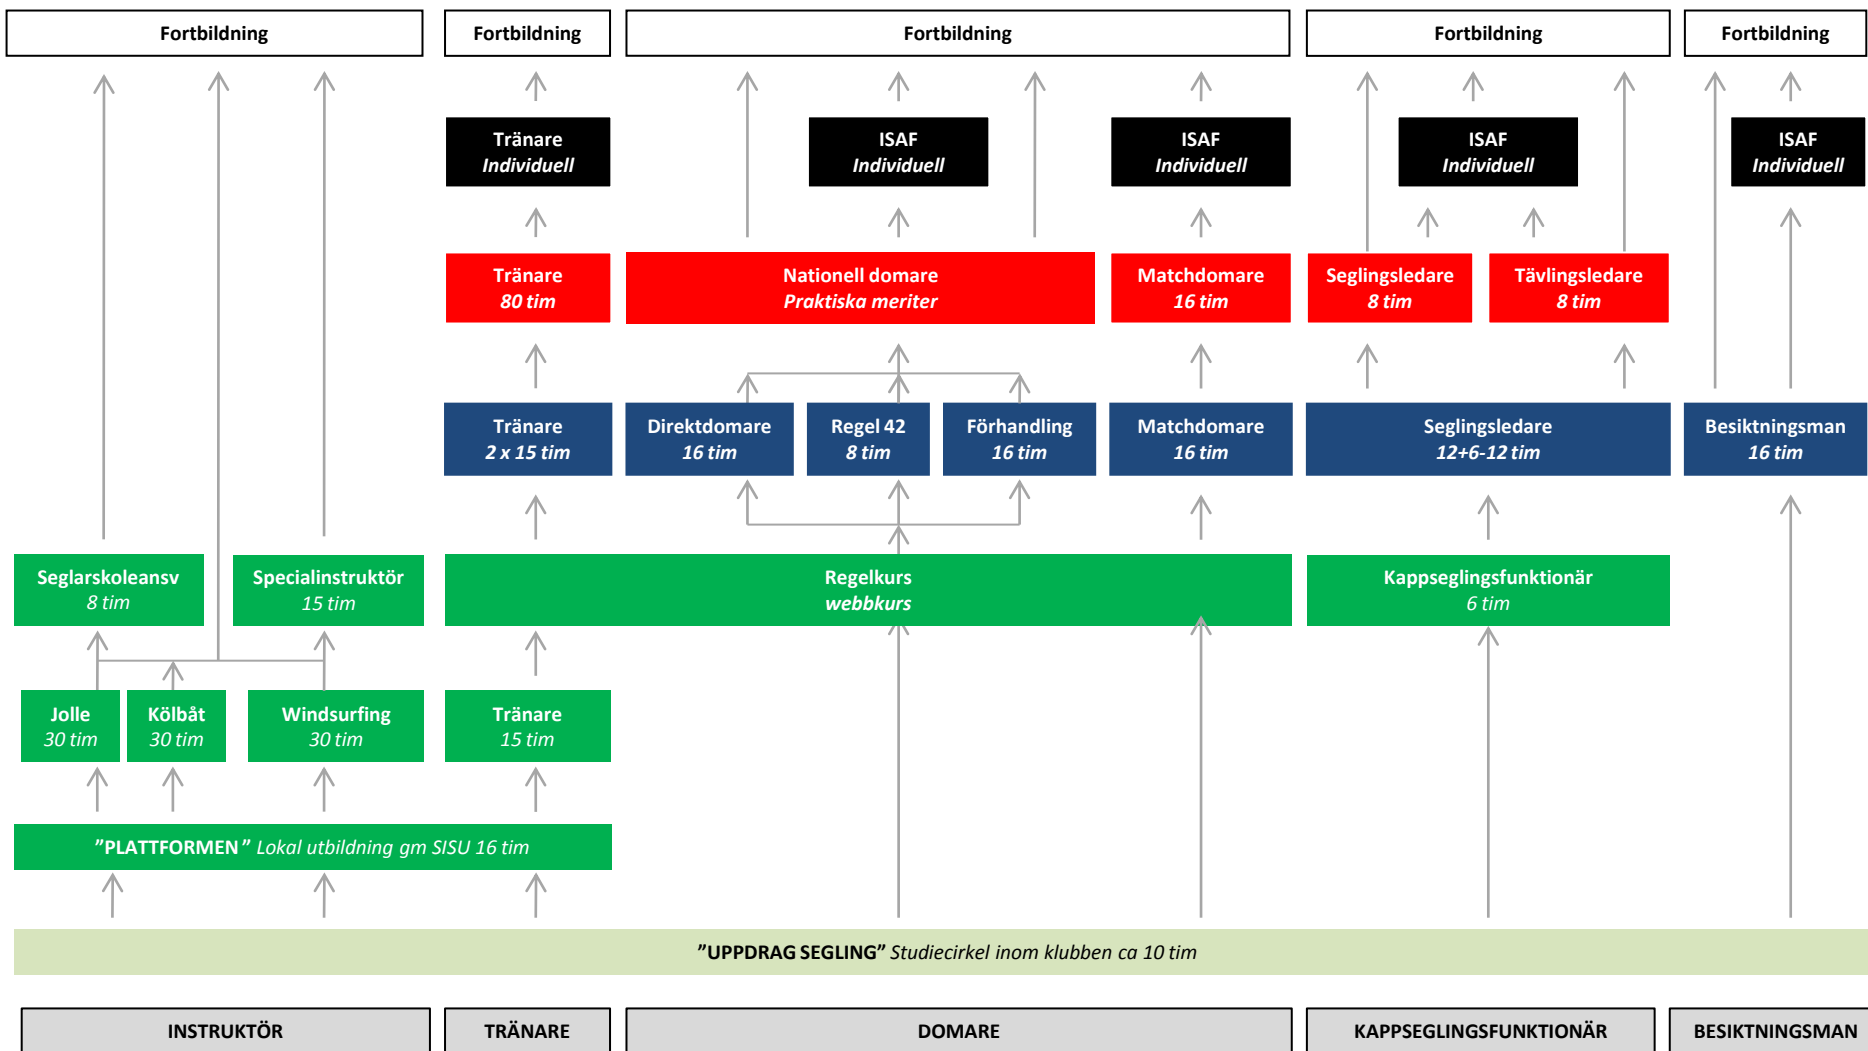 Fortbildning
Fortbildning
Fortbildning
Fortbildning
Fortbildning
Tränare
Individuell
ISAF
Individuell
ISAF
Individuell
ISAF
Individuell
ISAF
Individuell
Tränare
80 tim
Nationell domare
Praktiska meriter
Matchdomare
16 tim
Seglingsledare
8 tim
Tävlingsledare
8 tim
Tränare
2 x 15 tim
Direktdomare
16 tim
Regel 42
8 tim
Förhandling
16 tim
Matchdomare
16 tim
Seglingsledare
12+6-12 tim
Besiktningsman
16 tim
Seglarskoleansv
8 tim
Specialinstruktör
15 tim
Regelkurs
webbkurs
Kappseglingsfunktionär
6 tim
Jolle
30 tim
Kölbåt
30 tim
Windsurfing
30 tim
Tränare
15 tim
”PLATTFORMEN” Lokal utbildning gm SISU 16 tim
”UPPDRAG SEGLING” Studiecirkel inom klubben ca 10 tim
INSTRUKTÖR
TRÄNARE
DOMARE
KAPPSEGLINGSFUNKTIONÄR
BESIKTNINGSMAN